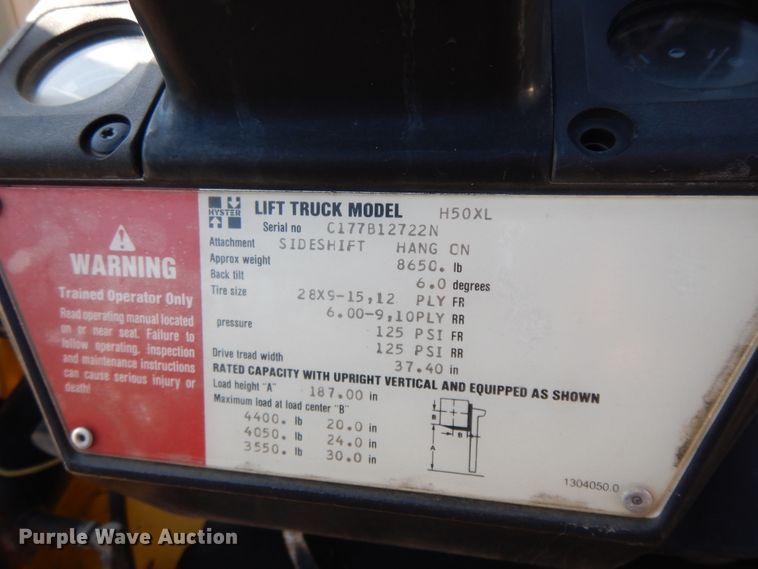 HYSTER
LIFT TRUCK MODEL H50XL
Serial no C177B12722N
Attachment SIDESHIFT HANG ON
Approx weight 8650. lb
Back tilt 6.0 degrees
Tire size 28X9-15,12 PLY FR
6.00-9,10PLY RR
pressure 125 PSI FR
125 PSI RR
Drive tread width 37.40 in
RATED CAPACITY WITH UPRIGHT VERTICAL AND EQUIPPED AS SHOWN
Load height "A" 187.00 in
Maximum load at load center "B"
4400. lb 20.0 in
4050. lb 24.0 in
3550. lb 30.0 in
B
B
A
1304050.0
WARNING
Trained Operator Only
Read operating manual located
on or near seat. Failure to
follow operating, inspection
and maintenance instructions
can cause serious injury or
death!
Purple Wave Auction